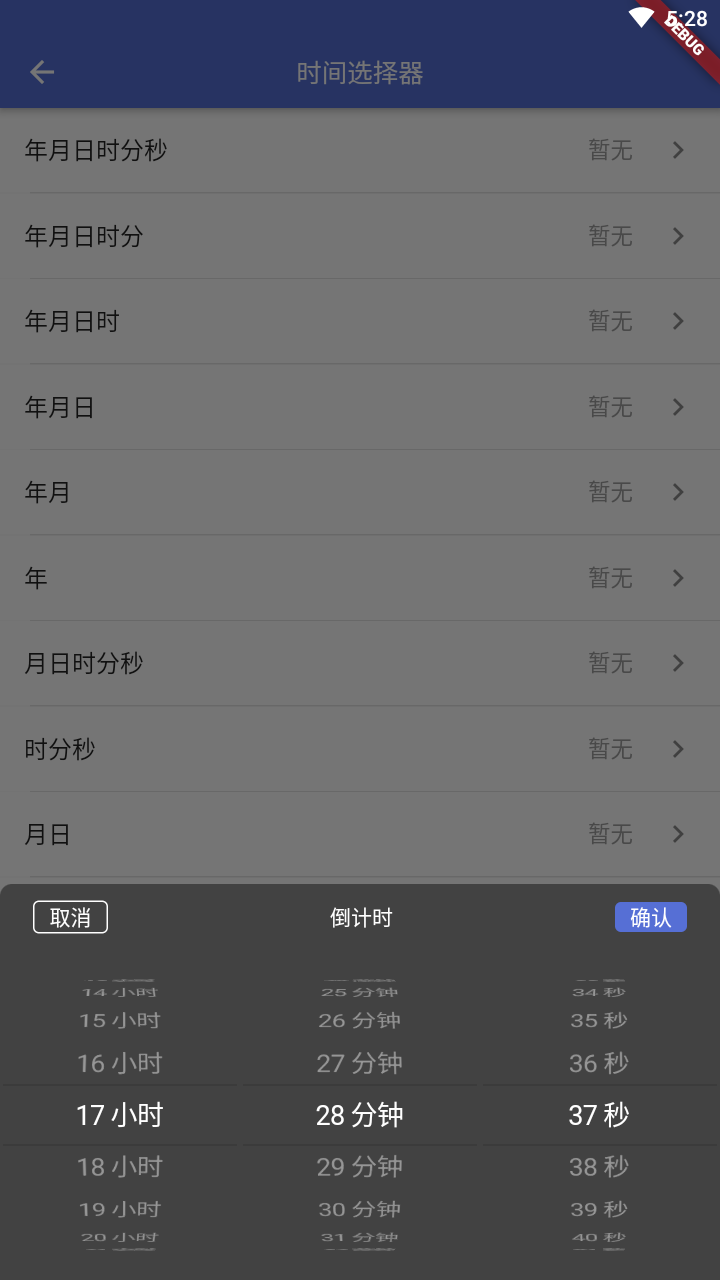 5:28
DEBUG
时间选择器
年月日时分秒 暂无
年月日时分 暂无
年月日时 暂无
年月日 暂无
年月 暂无
年 暂无
月日时分秒 暂无
时分秒 暂无
月日 暂无
取消 倒计时 确认
14 小时 25 分钟 34 秒
15 小时 26 分钟 35 秒
16 小时 27 分钟 36 秒
17 小时 28 分钟 37 秒
18 小时 29 分钟 38 秒
19 小时 30 分钟 39 秒
20 小时 31 分钟 40 秒